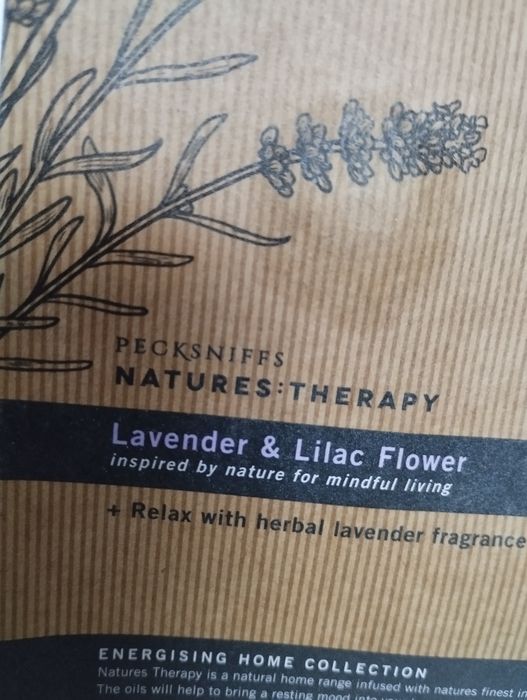 PECKSNIFFS
NATURES:THERAPY
Lavender & Lilac Flower
inspired by nature for mindful living
+ Relax with herbal lavender fragrance
ENERGISING HOME COLLECTION
Natures Therapy is a natural home range infused with natures finest
The oils will help to bring a resting mood into